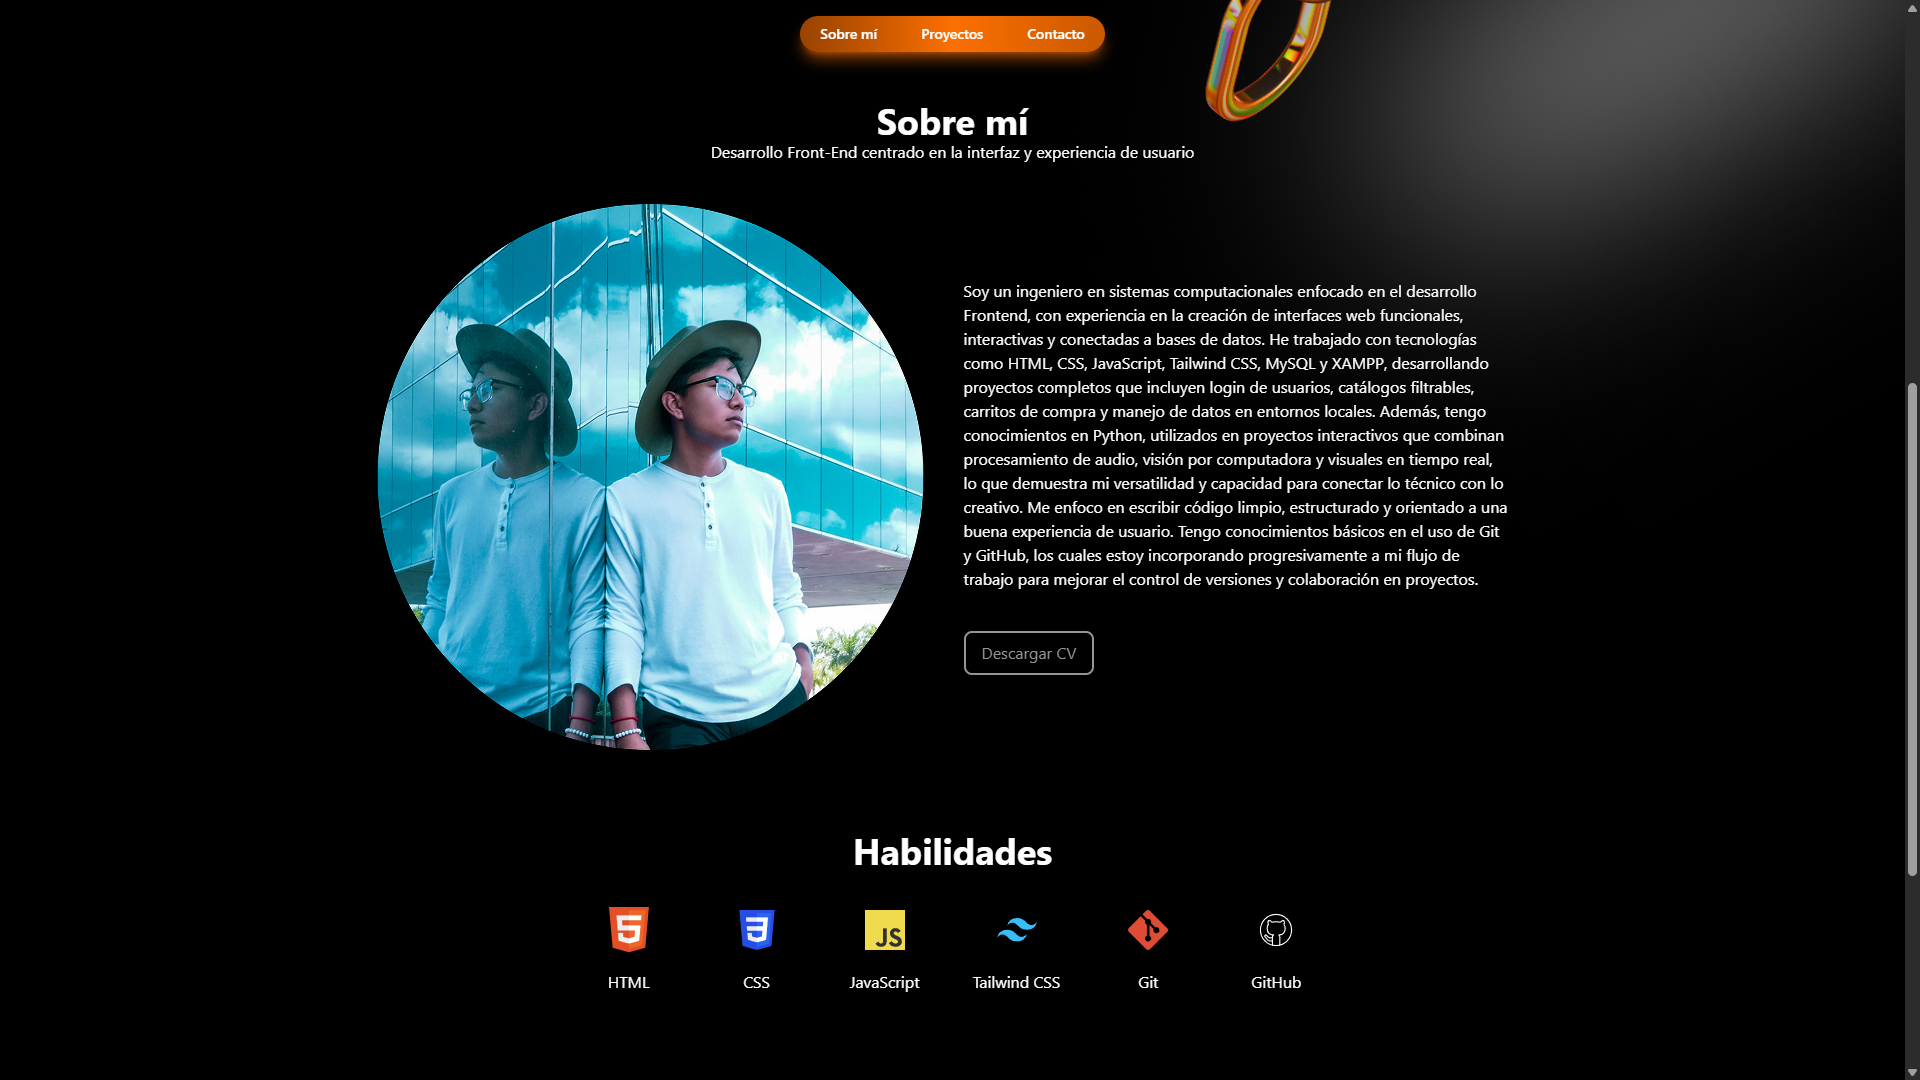 Sobre mí
Proyectos
Contacto
Sobre mí
Desarrollo Front-End centrado en la interfaz y experiencia de usuario
Soy un ingeniero en sistemas computacionales enfocado en el desarrollo
Frontend, con experiencia en la creación de interfaces web funcionales,
interactivas y conectadas a bases de datos. He trabajado con tecnologías
como HTML, CSS, JavaScript, Tailwind CSS, MySQL y XAMPP, desarrollando
proyectos completos que incluyen login de usuarios, catálogos filtrables,
carritos de compra y manejo de datos en entornos locales. Además, tengo
conocimientos en Python, utilizados en proyectos interactivos que combinan
procesamiento de audio, visión por computadora y visuales en tiempo real,
lo que demuestra mi versatilidad y capacidad para conectar lo técnico con lo
creativo. Me enfoco en escribir código limpio, estructurado y orientado a una
buena experiencia de usuario. Tengo conocimientos básicos en el uso de Git
y GitHub, los cuales estoy incorporando progresivamente a mi flujo de
trabajo para mejorar el control de versiones y colaboración en proyectos.
Descargar CV
Habilidades
5
3
JS
HTML
CSS
JavaScript
Tailwind CSS
Git
GitHub